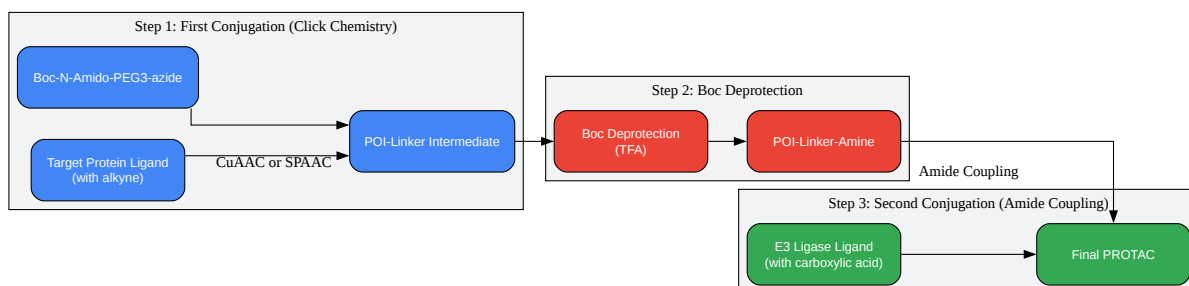 Step 1: First Conjugation (Click Chemistry)
Boc-N-Amido-PEG3-azide
Target Protein Ligand
(with alkyne)
CuAAC or SPAAC
POI-Linker Intermediate
Step 2: Boc Deprotection
Boc Deprotection
(TFA)
POI-Linker-Amine
Amide Coupling
Step 3: Second Conjugation (Amide Coupling)
E3 Ligase Ligand
(with carboxylic acid)
Final PROTAC